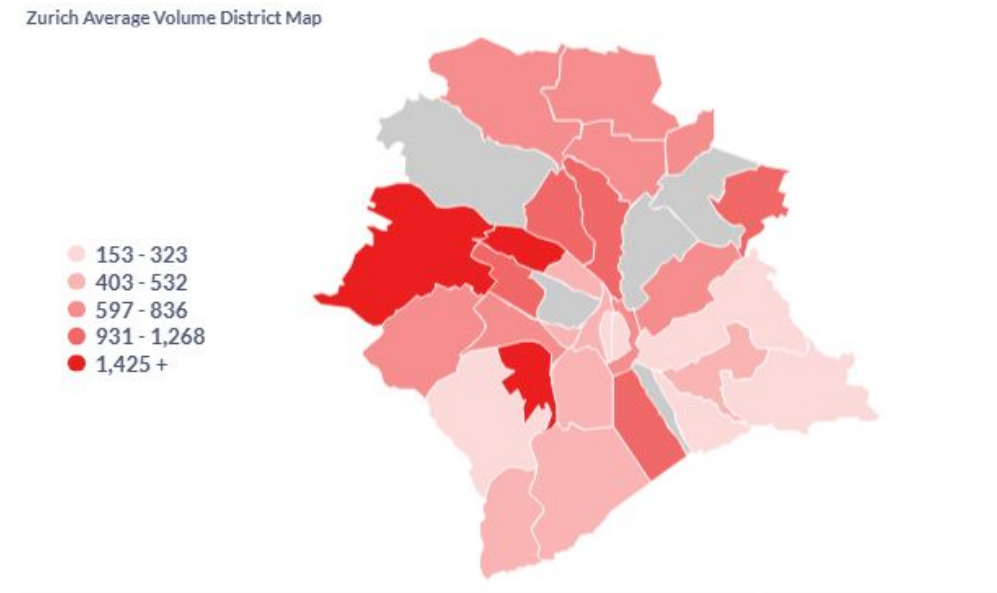 Zurich Average Volume District Map
153 - 323
403 - 532
597 - 836
931 - 1,268
1,425 +